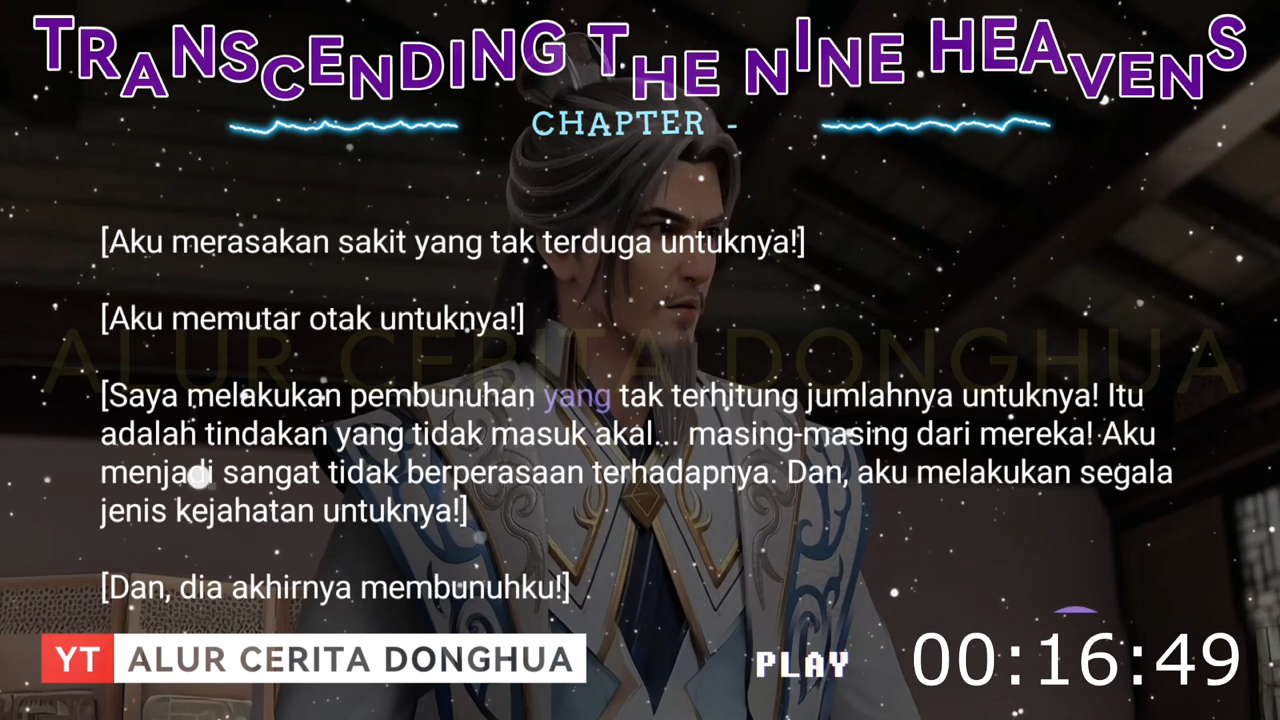 TRANSCENDING THE NINE HEAVENS
CHAPTER -
[Aku merasakan sakit yang tak terduga untuknya!]
[Aku memutar otak untuknya!]
ALUR CERITA DONGHUA
[Saya melakukan pembunuhan yang tak terhitung jumlahnya untuknya! Itu
adalah tindakan yang tidak masuk akal... masing-masing dari mereka! Aku
menjadi sangat tidak berperasaan terhadapnya. Dan, aku melakukan segala
jenis kejahatan untuknya!]
[Dan, dia akhirnya membunuhku!]
YT ALUR CERITA DONGHUA
PLAY 00:16:49